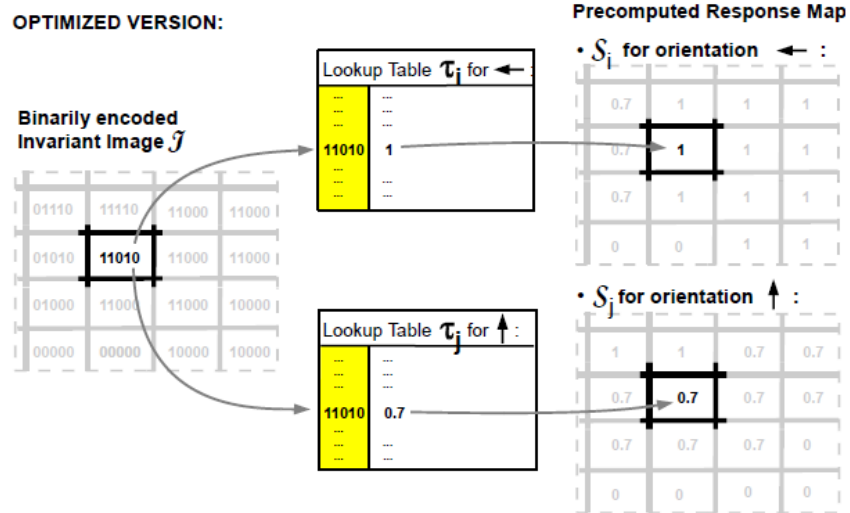 OPTIMIZED VERSION:
Precomputed Response Map
Binarily encoded
Invariant Image 𝒥
01110 11110 11000 11000
01010 11010 11000 11000
01000 11000 11000 10000
00000 00000 10000 10000
Lookup Table τi for ← :
... ...
... ...
... ...
11010 1
...
... ...
... ...
Lookup Table τj for ↑ :
... ...
... ...
... ...
11010 0.7
...
... ...
... ...
• Si for orientation ← :
0.7 1 1 1
0.7 1 1 1
0.7 1 1 1
0 0 1 1
• Sj for orientation ↑ :
1 1 0.7 0.7
0.7 0.7 0.7 0.7
0.7 0.7 0.7 0
0 0 0 0